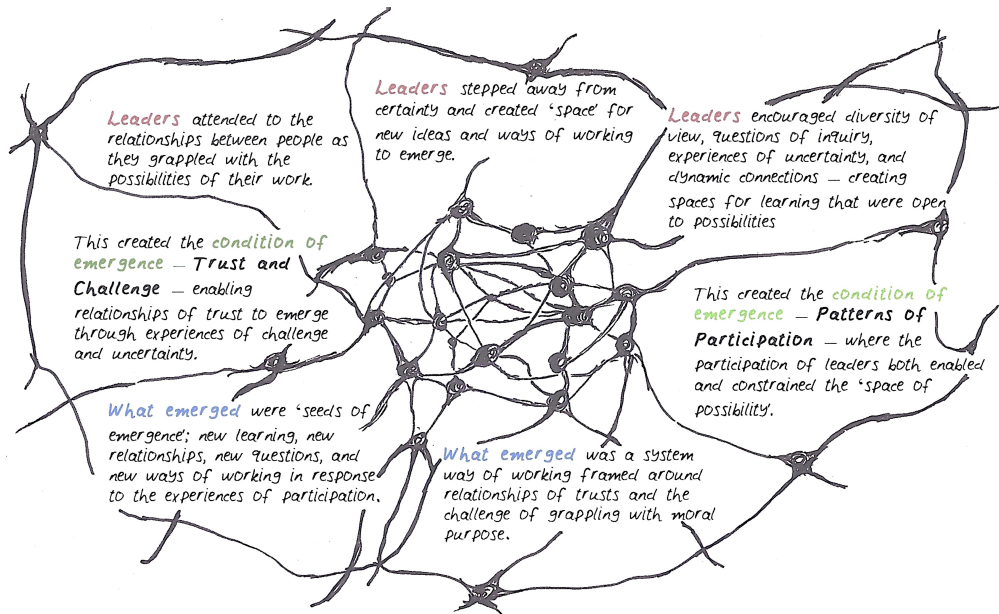 Leaders attended to the
relationships between people as
they grappled with the
possibilities of their work.
Leaders stepped away from
certainty and created 'space' for
new ideas and ways of working
to emerge.
Leaders encouraged diversity of
view, questions of inquiry,
experiences of uncertainty, and
dynamic connections – creating
spaces for learning that were open
to possibilities
This created the condition of
emergence – Trust and
Challenge – enabling
relationships of trust to emerge
through experiences of challenge
and uncertainty.
This created the condition of
emergence – Patterns of
Participation – where the
participation of leaders both enabled
and constrained the 'space of
possibility'.
What emerged were 'seeds of
emergence'; new learning, new
relationships, new questions, and
new ways of working in response
to the experiences of participation.
What emerged was a system
way of working framed around
relationships of trusts and the
challenge of grappling with moral
purpose.